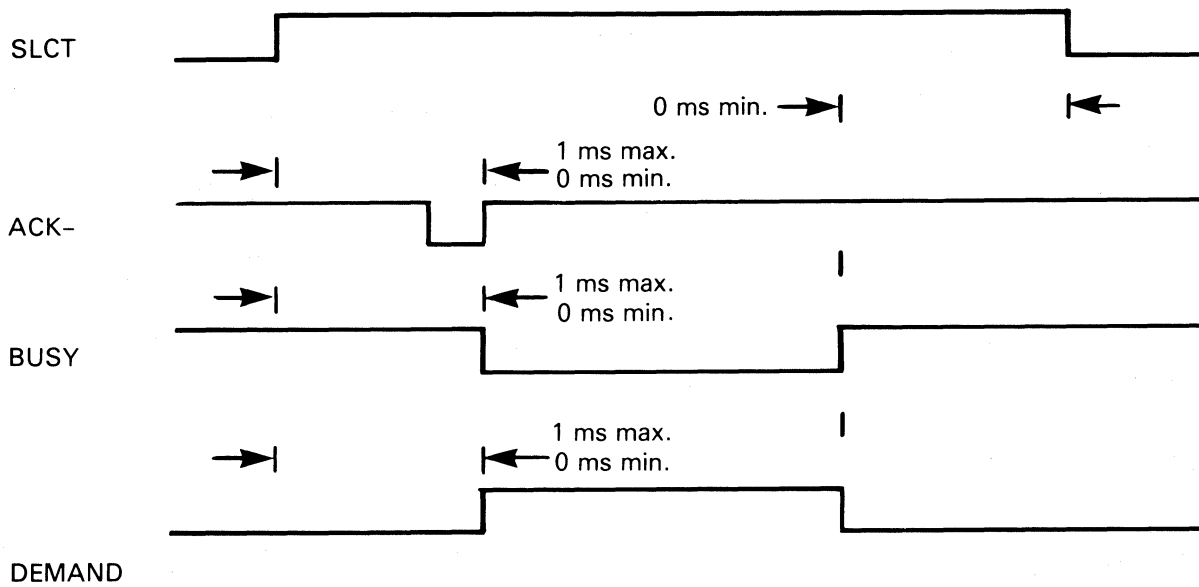 SLCT
0 ms min.
1 ms max.
0 ms min.
ACK–
1 ms max.
0 ms min.
BUSY
1 ms max.
0 ms min.
DEMAND